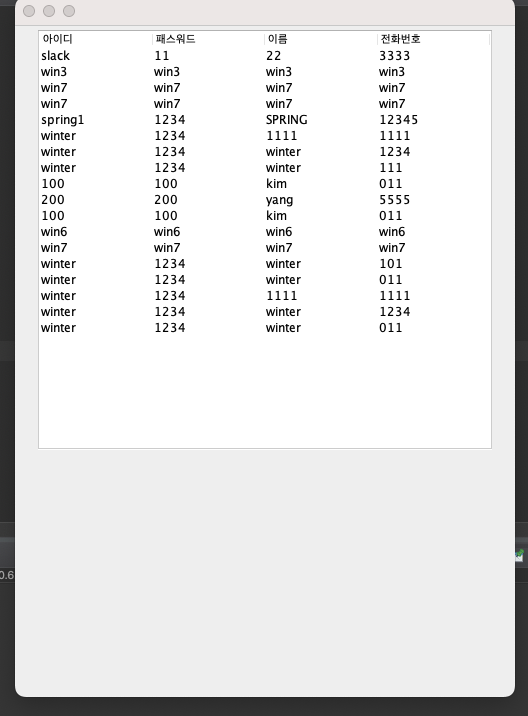 아이디 패스워드 이름 전화번호
slack 11 22 3333
win3 win3 win3 win3
win7 win7 win7 win7
win7 win7 win7 win7
spring1 1234 SPRING 12345
winter 1234 1111 1111
winter 1234 winter 1234
winter 1234 winter 111
100 100 kim 011
200 200 yang 5555
100 100 kim 011
win6 win6 win6 win6
win7 win7 win7 win7
winter 1234 winter 101
winter 1234 winter 011
winter 1234 1111 1111
winter 1234 winter 1234
winter 1234 winter 011
0.6